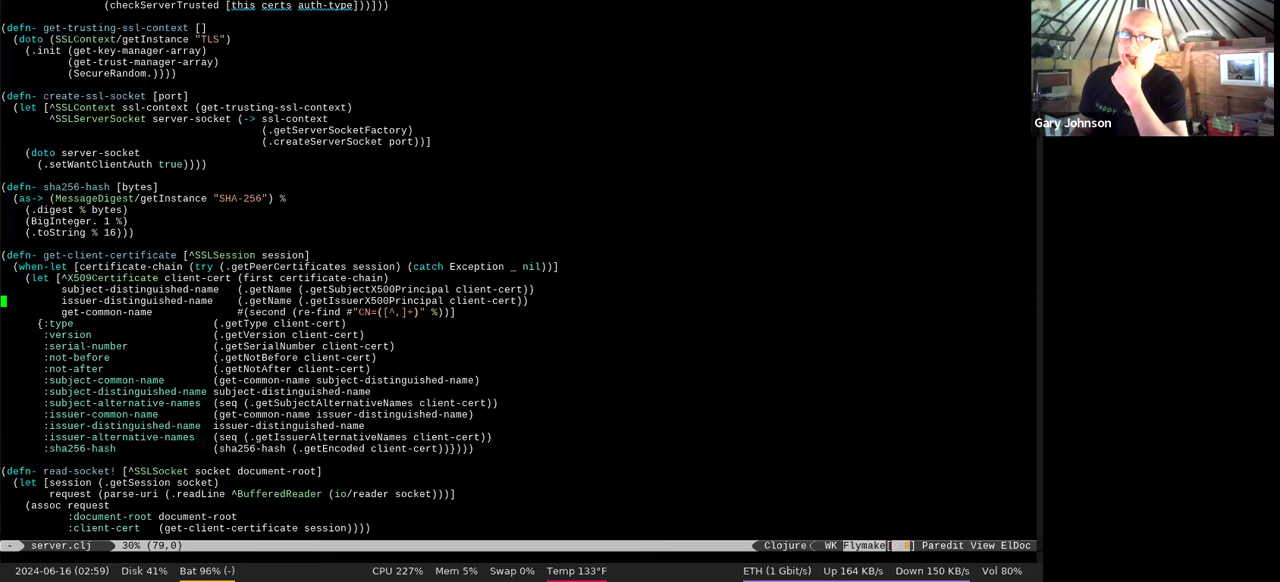 (checkServerTrusted [this certs auth-type]))]))
(defn- get-trusting-ssl-context []
(doto (SSLContext/getInstance "TLS")
(.init (get-key-manager-array)
(get-trust-manager-array)
(SecureRandom.))))
(defn- create-ssl-socket [port]
(let [^SSLContext ssl-context (get-trusting-ssl-context)
^SSLServerSocket server-socket (-> ssl-context
(.getServerSocketFactory)
(.createServerSocket port))]
(doto server-socket
(.setWantClientAuth true))))
(defn- sha256-hash [bytes]
(as-> (MessageDigest/getInstance "SHA-256") %
(.digest % bytes)
(BigInteger. 1 %)
(.toString % 16)))
(defn- get-client-certificate [^SSLSession session]
(when-let [certificate-chain (try (.getPeerCertificates session) (catch Exception _ nil))]
(let [^X509Certificate client-cert (first certificate-chain)
subject-distinguished-name (.getName (.getSubjectX500Principal client-cert))
issuer-distinguished-name (.getName (.getIssuerX500Principal client-cert))
get-common-name #(second (re-find #"CN=([^,]+)" %))]
{:type (.getType client-cert)
:version (.getVersion client-cert)
:serial-number (.getSerialNumber client-cert)
:not-before (.getNotBefore client-cert)
:not-after (.getNotAfter client-cert)
:subject-common-name (get-common-name subject-distinguished-name)
:subject-distinguished-name subject-distinguished-name
:subject-alternative-names (seq (.getSubjectAlternativeNames client-cert))
:issuer-common-name (get-common-name issuer-distinguished-name)
:issuer-distinguished-name issuer-distinguished-name
:issuer-alternative-names (seq (.getIssuerAlternativeNames client-cert))
:sha256-hash (sha256-hash (.getEncoded client-cert))})))
(defn- read-socket! [^SSLSocket socket document-root]
(let [session (.getSession socket)
request (parse-uri (.readLine ^BufferedReader (io/reader socket)))]
(assoc request
:document-root document-root
:client-cert (get-client-certificate session))))
- server.clj 30% (79,0) Clojure WK Flymake[ 8] Paredit View ElDoc
2024-06-16 (02:59) Disk 41% Bat 96% (-) CPU 227% Mem 5% Swap 0% Temp 133°F ETH (1 Gbit/s) Up 164 KB/s Down 150 KB/s Vol 80%
Gary Johnson